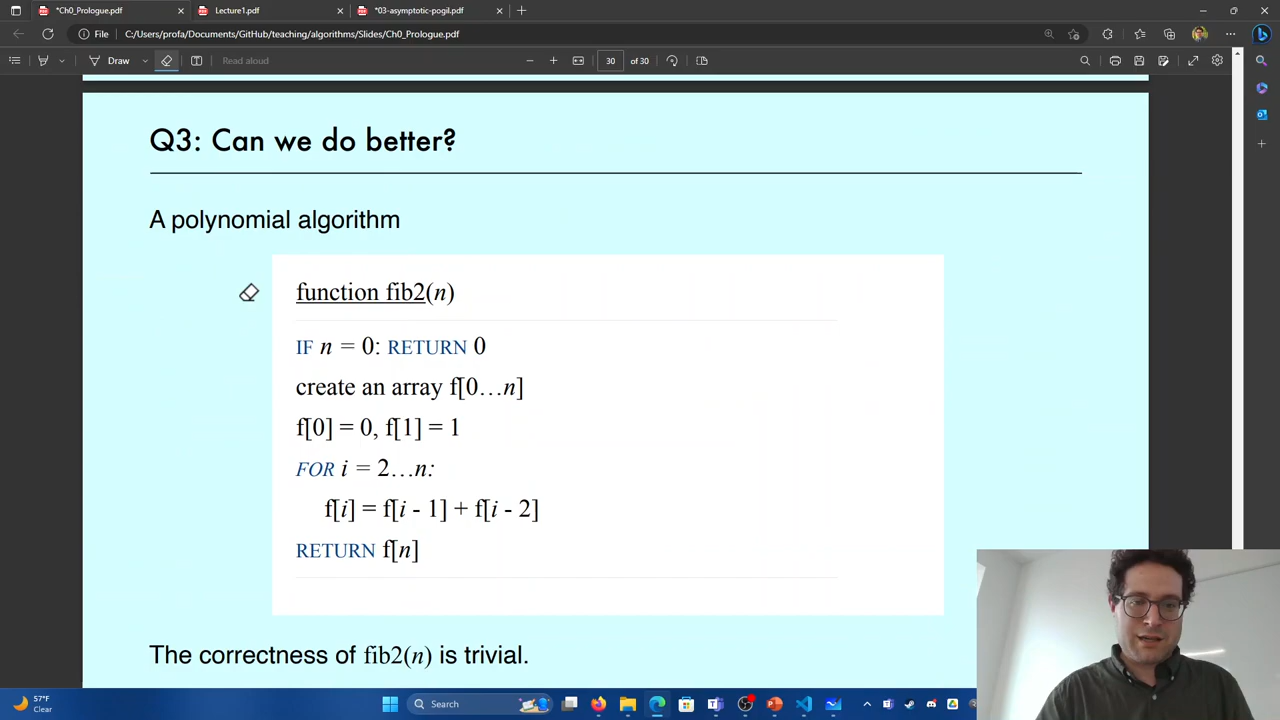 *Ch0_Prologue.pdf
Lecture1.pdf
*03-asymptotic-pogil.pdf
File
C:/Users/profa/Documents/GitHub/teaching/algorithms/Slides/Ch0_Prologue.pdf
Draw
Read aloud
30
of 30
Q3: Can we do better?
A polynomial algorithm
function fib2(n)
IF n = 0: RETURN 0
create an array f[0…n]
f[0] = 0, f[1] = 1
FOR i = 2…n:
f[i] = f[i - 1] + f[i - 2]
RETURN f[n]
The correctness of fib2(n) is trivial.
57°F
Clear
Search